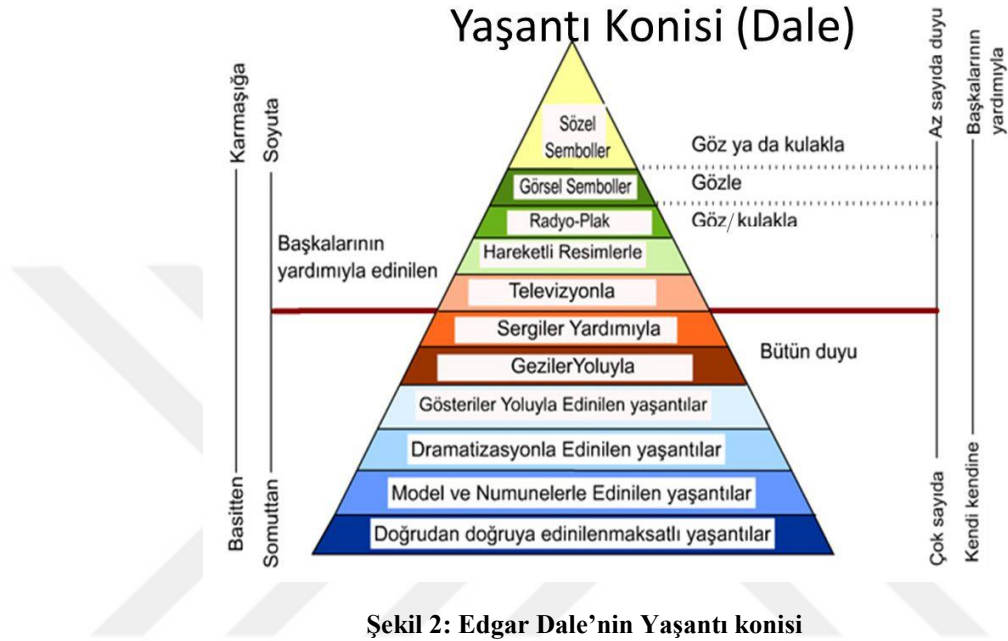 Yaşantı Konisi (Dale)
Karmaşığa
Soyuta
Az sayıda duyu
Başkalarının
yardımıyla
Sözel
Semboller
Göz ya da kulakla
Görsel Semboller
Gözle
Radyo-Plak
Göz/ kulakla
Başkalarının
yardımıyla edinilen
Hareketli Resimlerle
Televizyonla
Sergiler Yardımıyla
Bütün duyu
GezilerYoluyla
Gösteriler Yoluyla Edinilen yaşantılar
Dramatizasyonla Edinilen yaşantılar
Model ve Numunelerle Edinilen yaşantılar
Doğrudan doğruya edinilenmaksatlı yaşantılar
Basitten
Somuttan
Çok sayıda
Kendi kendine
Şekil 2: Edgar Dale’nin Yaşantı konisi